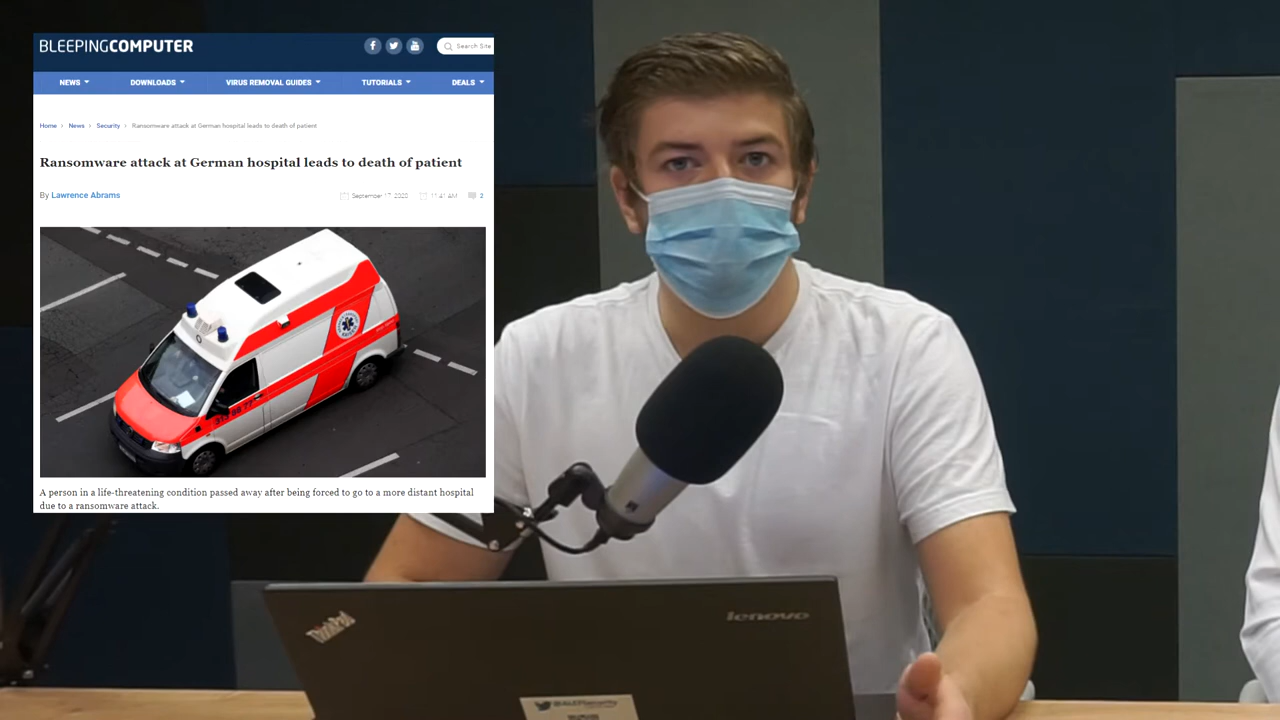 BLEEPINGCOMPUTER
Search Site
NEWS DOWNLOADS VIRUS REMOVAL GUIDES TUTORIALS DEALS
Home > News > Security > Ransomware attack at German hospital leads to death of patient
Ransomware attack at German hospital leads to death of patient
By Lawrence Abrams September 17, 2020 11:41 AM 2
A person in a life-threatening condition passed away after being forced to go to a more distant hospital
due to a ransomware attack.
ThinkPad
lenovo